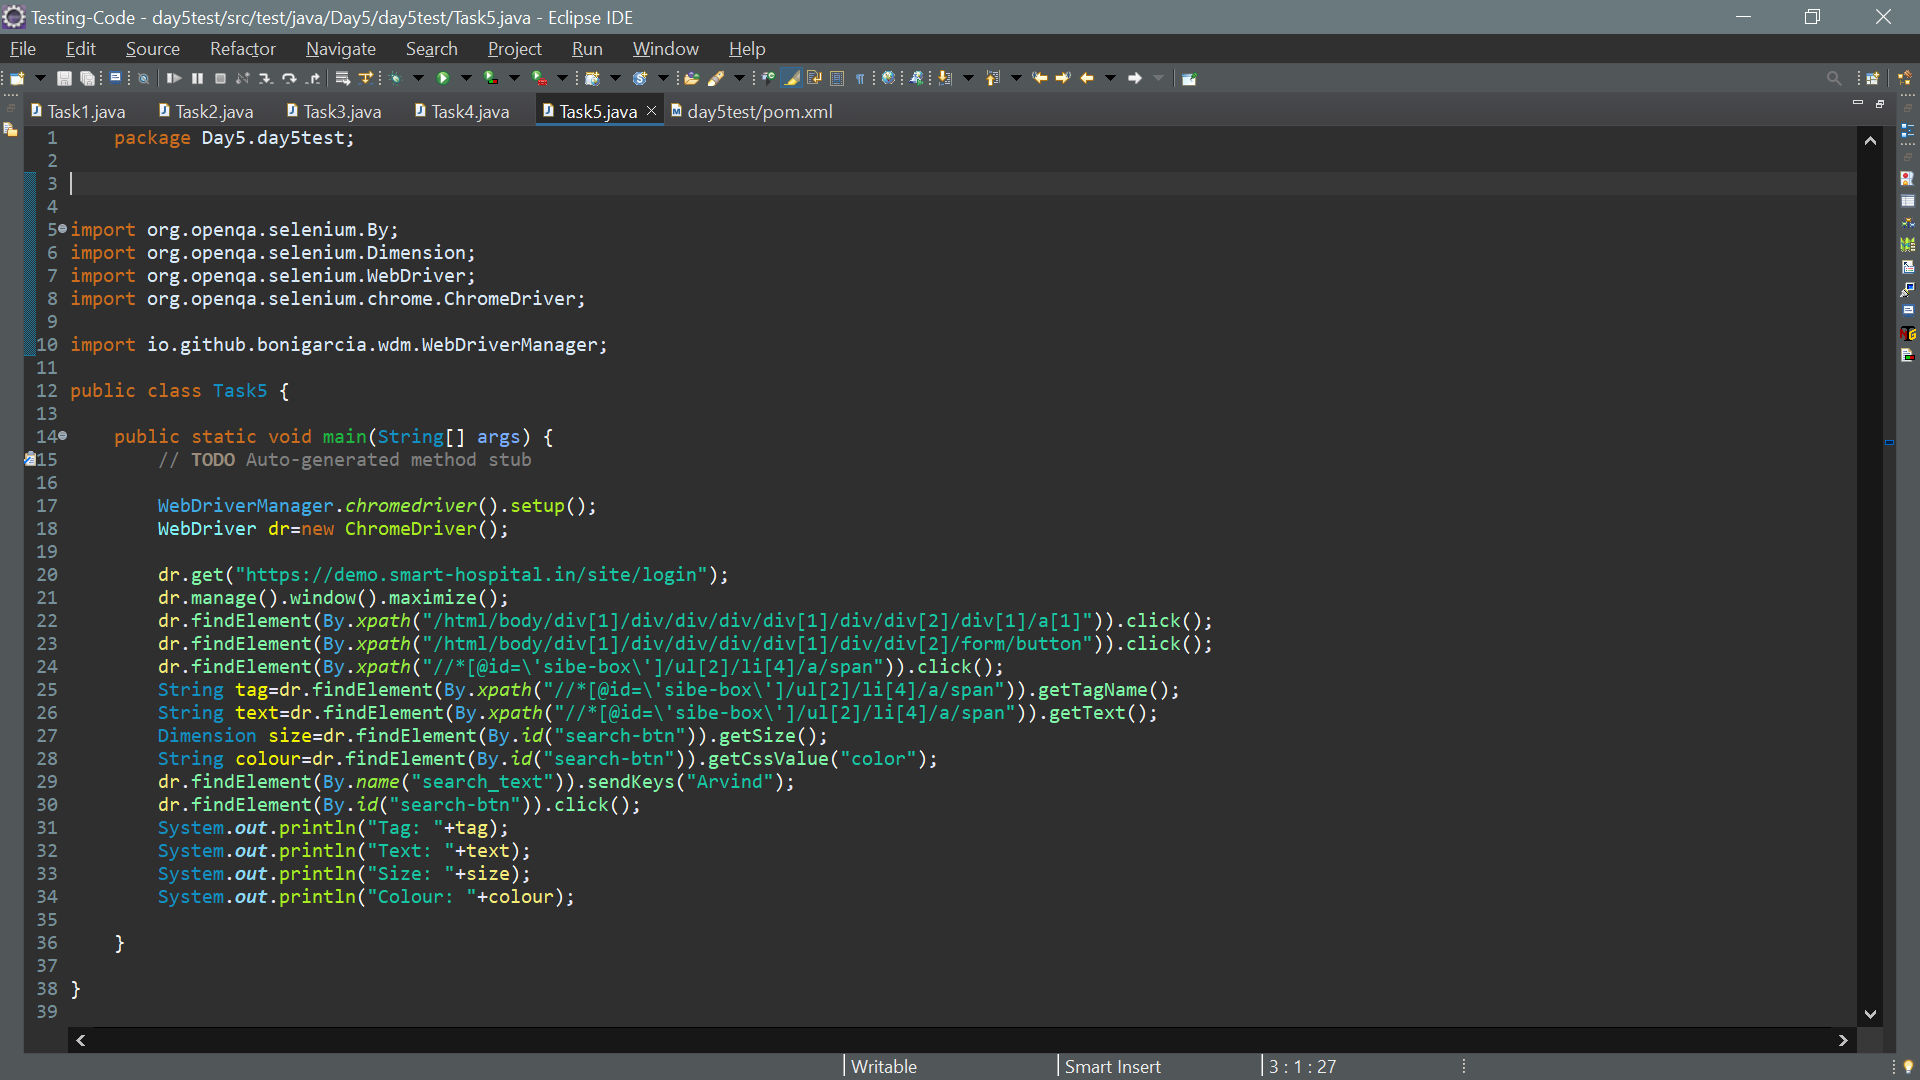 Testing-Code - day5test/src/test/java/Day5/day5test/Task5.java - Eclipse IDE
File Edit Source Refactor Navigate Search Project Run Window Help
Task1.java Task2.java Task3.java Task4.java Task5.java day5test/pom.xml
1 package Day5.day5test;
2
3
4
5 import org.openqa.selenium.By;
6 import org.openqa.selenium.Dimension;
7 import org.openqa.selenium.WebDriver;
8 import org.openqa.selenium.chrome.ChromeDriver;
9
10 import io.github.bonigarcia.wdm.WebDriverManager;
11
12 public class Task5 {
13
14 public static void main(String[] args) {
15 // TODO Auto-generated method stub
16
17 WebDriverManager.chromedriver().setup();
18 WebDriver dr=new ChromeDriver();
19
20 dr.get("https://demo.smart-hospital.in/site/login");
21 dr.manage().window().maximize();
22 dr.findElement(By.xpath("/html/body/div[1]/div/div/div/div[1]/div/div[2]/div[1]/a[1]")).click();
23 dr.findElement(By.xpath("/html/body/div[1]/div/div/div/div[1]/div/div[2]/form/button")).click();
24 dr.findElement(By.xpath("//*[@id=\'sibe-box\']/ul[2]/li[4]/a/span")).click();
25 String tag=dr.findElement(By.xpath("//*[@id=\'sibe-box\']/ul[2]/li[4]/a/span")).getTagName();
26 String text=dr.findElement(By.xpath("//*[@id=\'sibe-box\']/ul[2]/li[4]/a/span")).getText();
27 Dimension size=dr.findElement(By.id("search-btn")).getSize();
28 String colour=dr.findElement(By.id("search-btn")).getCssValue("color");
29 dr.findElement(By.name("search_text")).sendKeys("Arvind");
30 dr.findElement(By.id("search-btn")).click();
31 System.out.println("Tag: "+tag);
32 System.out.println("Text: "+text);
33 System.out.println("Size: "+size);
34 System.out.println("Colour: "+colour);
35
36 }
37
38 }
39
Writable Smart Insert 3 : 1 : 27